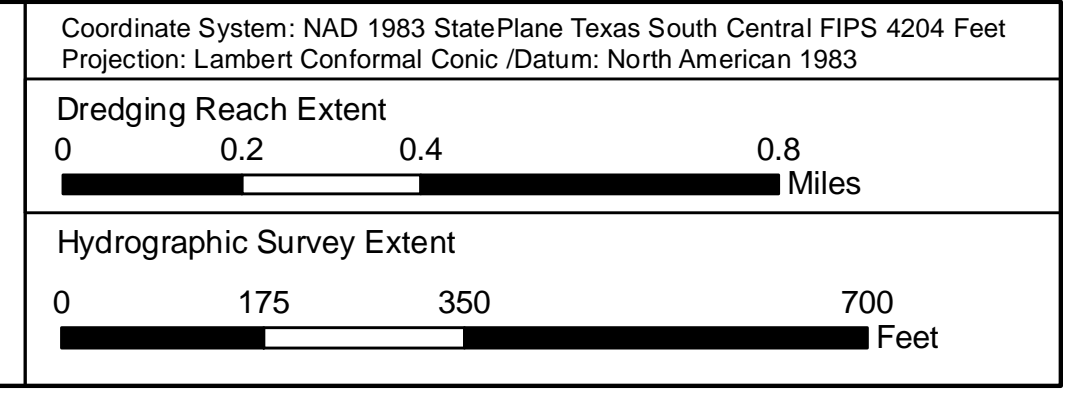 Coordinate System: NAD 1983 StatePlane Texas South Central FIPS 4204 Feet
Projection: Lambert Conformal Conic /Datum: North American 1983
Dredging Reach Extent
0 0.2 0.4 0.8
Miles
Hydrographic Survey Extent
0 175 350 700
Feet